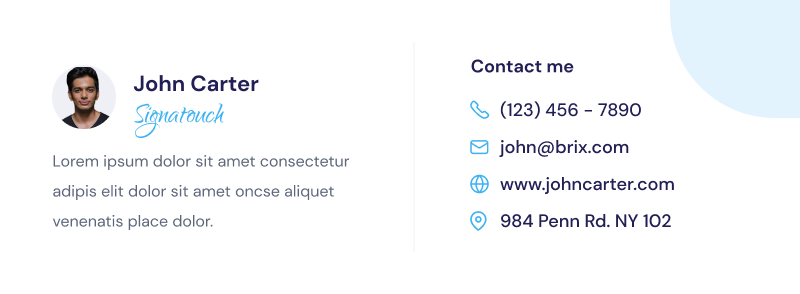 John Carter
Signatouch
Lorem ipsum dolor sit amet consectetur
adipis elit dolor sit amet oncse aliquet
venenatis place dolor.
Contact me
(123) 456 - 7890
john@brix.com
www.johncarter.com
984 Penn Rd. NY 102